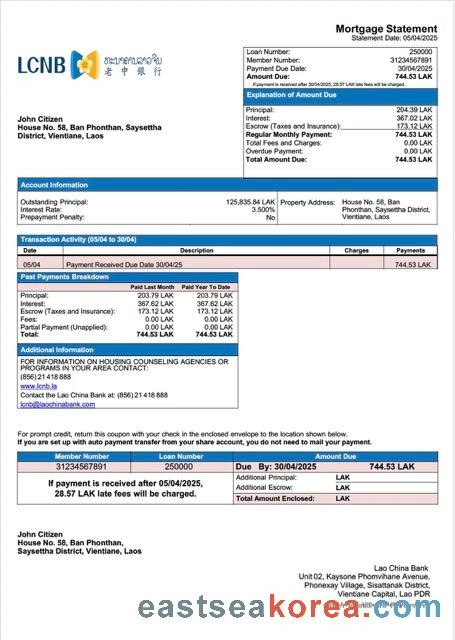 Mortgage Statement
Statement Date: 05/04/2025
LCNB
ທະນາຄານລາວຈີນ
老中银行
Loan Number: 250000
Member Number: 31234567891
Payment Due Date: 30/04/2025
Amount Due: 744.53 LAK
If payment is received after 30/04/2025, 28.57 LAK late fees will be charged.
Explanation of Amount Due
Principal: 204.39 LAK
Interest: 367.02 LAK
Escrow (Taxes and Insurance): 173.12 LAK
Regular Monthly Payment: 744.53 LAK
Total Fees and Charges: 0.00 LAK
Overdue Payment: 0.00 LAK
Total Amount Due: 744.53 LAK
John Citizen
House No. 58, Ban Phonthan, Saysettha
District, Vientiane, Laos
Account Information
Outstanding Principal: 125,835.84 LAK
Interest Rate: 3.500%
Prepayment Penalty: No
Property Address: House No. 58, Ban
Phonthan, Saysettha District,
Vientiane, Laos
Transaction Activity (05/04 to 30/04)
Date Description Charges Payments
05/04 Payment Received Due Date 30/04/25 744.53 LAK
Past Payments Breakdown
Paid Last Month Paid Year To Date
Principal: 203.79 LAK 203.79 LAK
Interest: 367.62 LAK 367.62 LAK
Escrow (Taxes and Insurance): 173.12 LAK 173.12 LAK
Fees: 0.00 LAK 0.00 LAK
Partial Payment (Unapplied): 0.00 LAK 0.00 LAK
Total: 744.53 LAK 744.53 LAK
Additional Information
FOR INFORMATION ON HOUSING COUNSELING AGENCIES OR
PROGRAMS IN YOUR AREA CONTACT:
(856)21 418 888
www.lcnb.la
Contact the Lao China Bank at: (856)21 418 888
lcnb@laochinabank.com
For prompt credit, return this coupon with your check in the enclosed envelope to the location shown below.
If you are set up with auto payment transfer from your share account, you do not need to mail your payment.
Member Number Loan Number Amount Due
31234567891 250000 Due By: 30/04/2025 744.53 LAK
If payment is received after 05/04/2025,
28.57 LAK late fees will be charged.
Additional Principal: LAK
Additional Escrow: LAK
Total Amount Enclosed: LAK
John Citizen
House No. 58, Ban Phonthan,
Saysettha District, Vientiane, Laos
Lao China Bank
Unit 02, Kaysone Phomvihane Avenue,
Phonexay Village, Sisattanak District,
Vientiane Capital, Lao PDR
eastseakorea.com